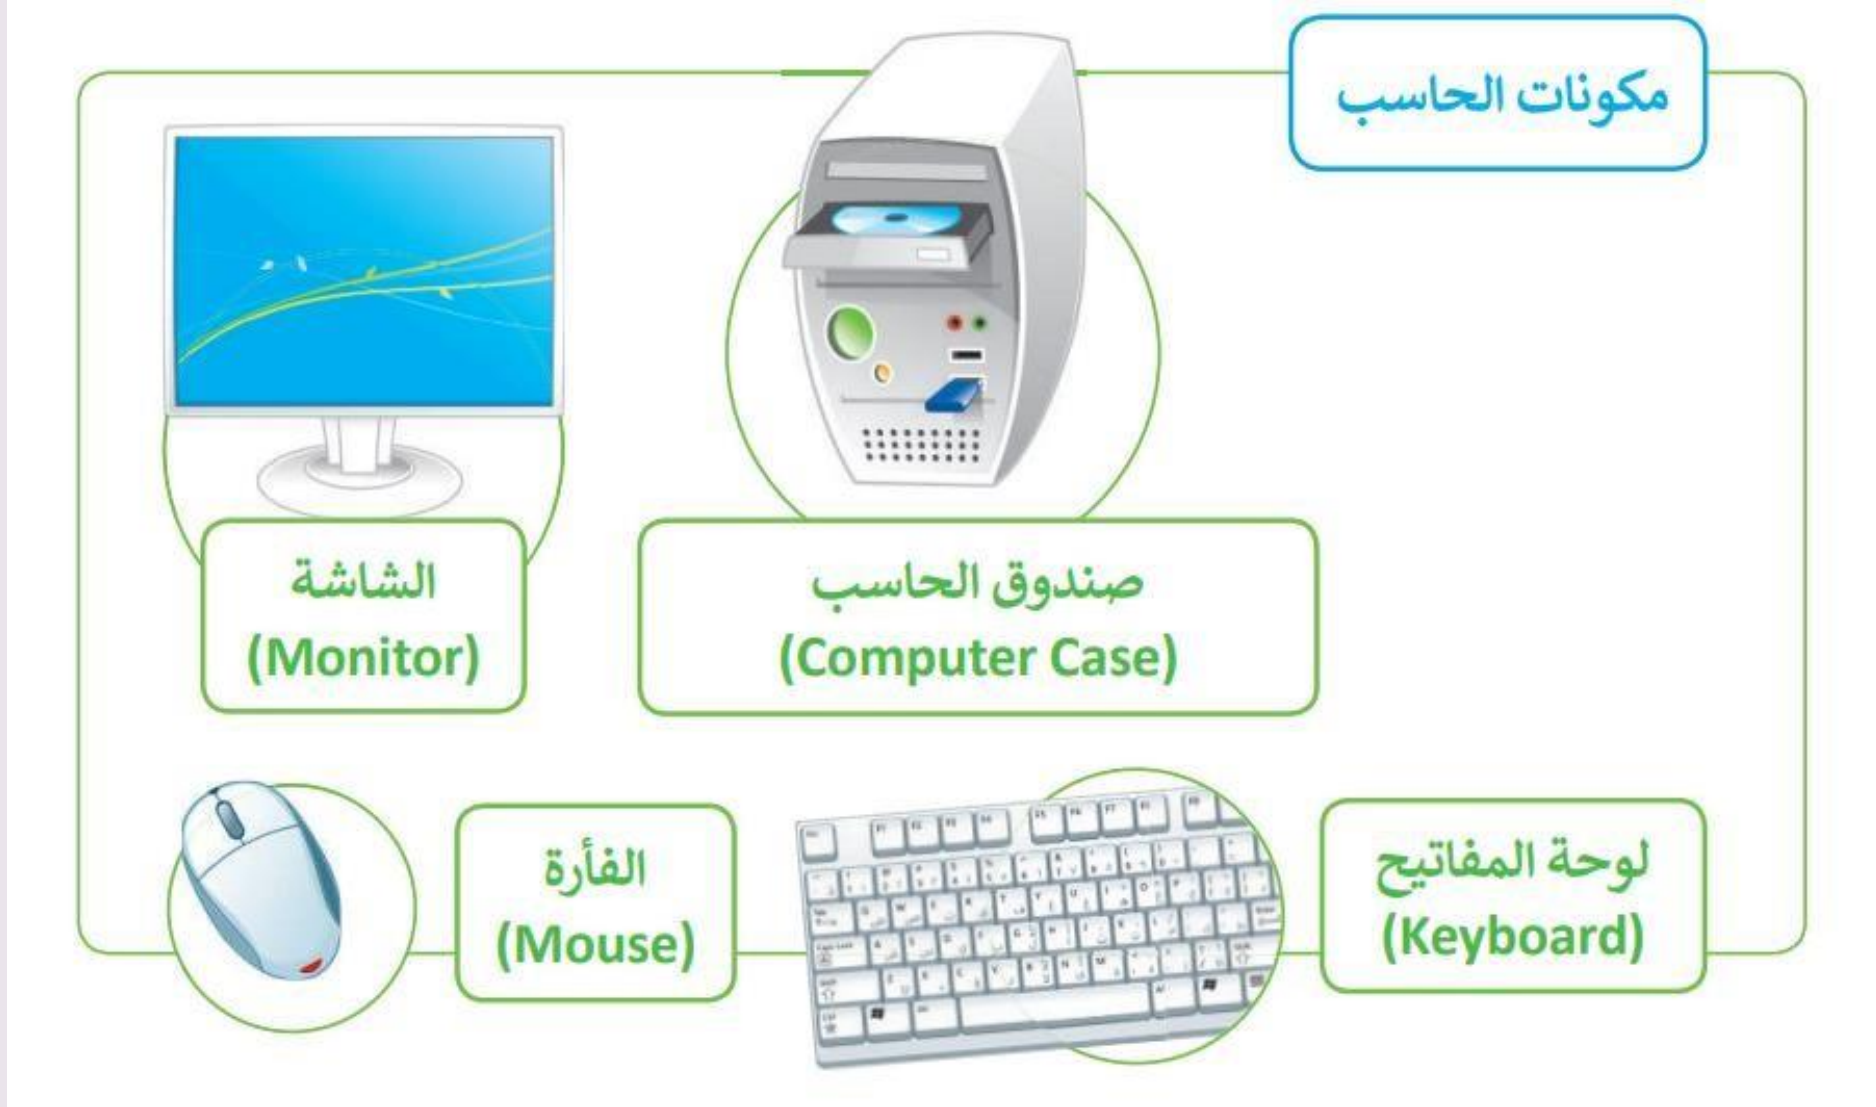 مكونات الحاسب
صندوق الحاسب
(Computer Case)
الشاشة
(Monitor)
لوحة المفاتيح
(Keyboard)
الفأرة
(Mouse)